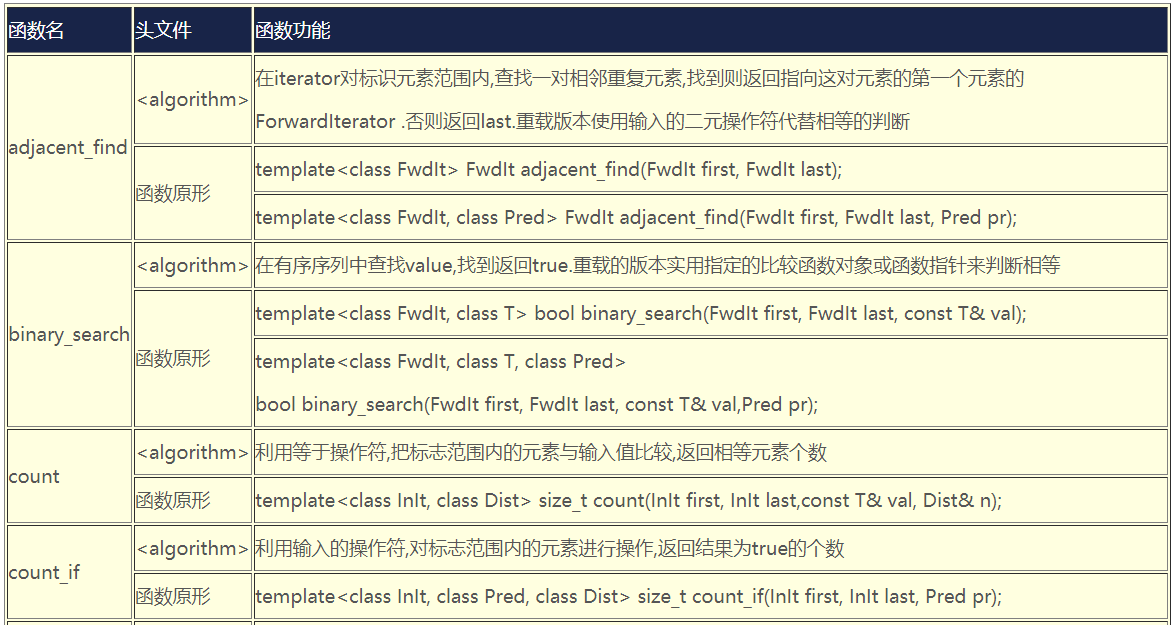 函数名 头文件 函数功能
adjacent_find <algorithm> 在iterator对标识元素范围内,查找一对相邻重复元素,找到则返回指向这对元素的第一个元素的
ForwardIterator .否则返回last.重载版本使用输入的二元操作符代替相等的判断
函数原形 template<class FwdIt> FwdIt adjacent_find(FwdIt first, FwdIt last);
template<class FwdIt, class Pred> FwdIt adjacent_find(FwdIt first, FwdIt last, Pred pr);
binary_search <algorithm> 在有序序列中查找value,找到返回true.重载的版本实用指定的比较函数对象或函数指针来判断相等
函数原形 template<class FwdIt, class T> bool binary_search(FwdIt first, FwdIt last, const T& val);
template<class FwdIt, class T, class Pred>
bool binary_search(FwdIt first, FwdIt last, const T& val,Pred pr);
count <algorithm> 利用等于操作符,把标志范围内的元素与输入值比较,返回相等元素个数
函数原形 template<class InIt, class Dist> size_t count(InIt first, InIt last,const T& val, Dist& n);
count_if <algorithm> 利用输入的操作符,对标志范围内的元素进行操作,返回结果为true的个数
函数原形 template<class InIt, class Pred, class Dist> size_t count_if(InIt first, InIt last, Pred pr);